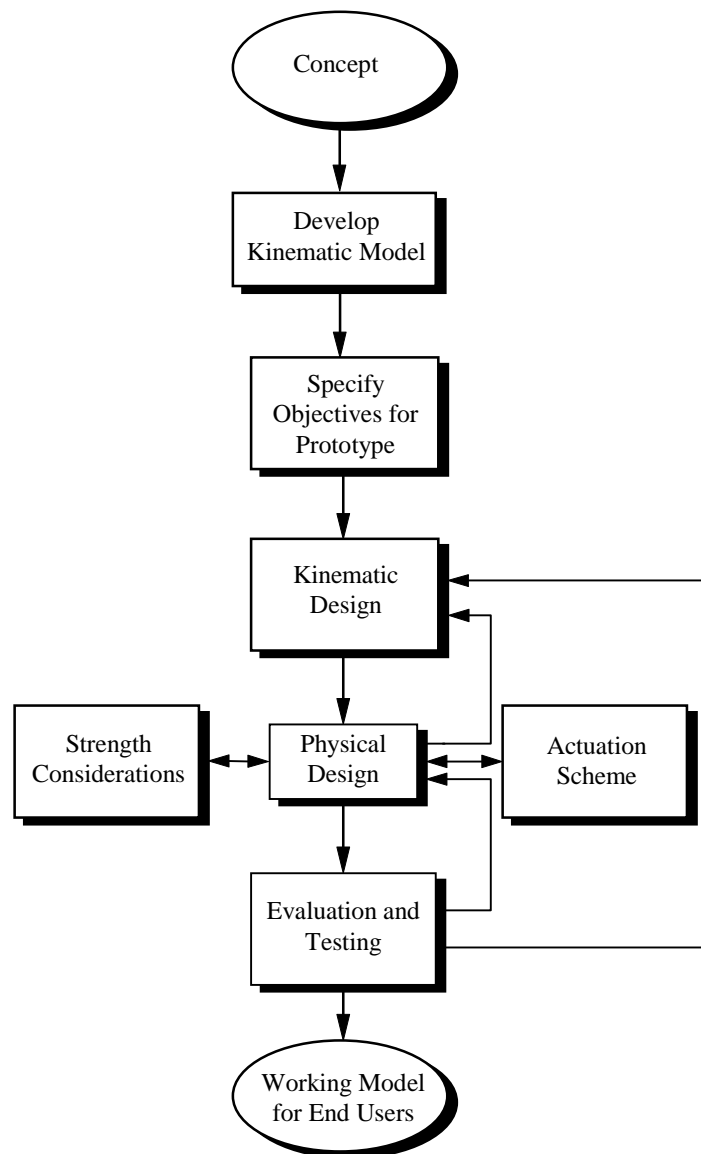 Concept
Develop
Kinematic Model
Specify
Objectives for
Prototype
Kinematic
Design
Strength
Considerations
Physical
Design
Actuation
Scheme
Evaluation and
Testing
Working Model
for End Users